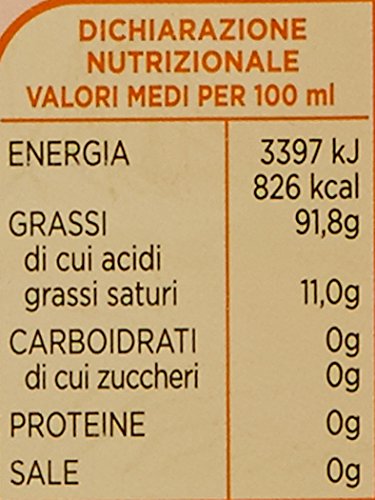 DICHIARAZIONE
NUTRIZIONALE
VALORI MEDI PER 100 ml
ENERGIA 3397 kJ
826 kcal
GRASSI 91,8g
di cui acidi
grassi saturi 11,0g
CARBOIDRATI 0g
di cui zuccheri 0g
PROTEINE 0g
SALE 0g